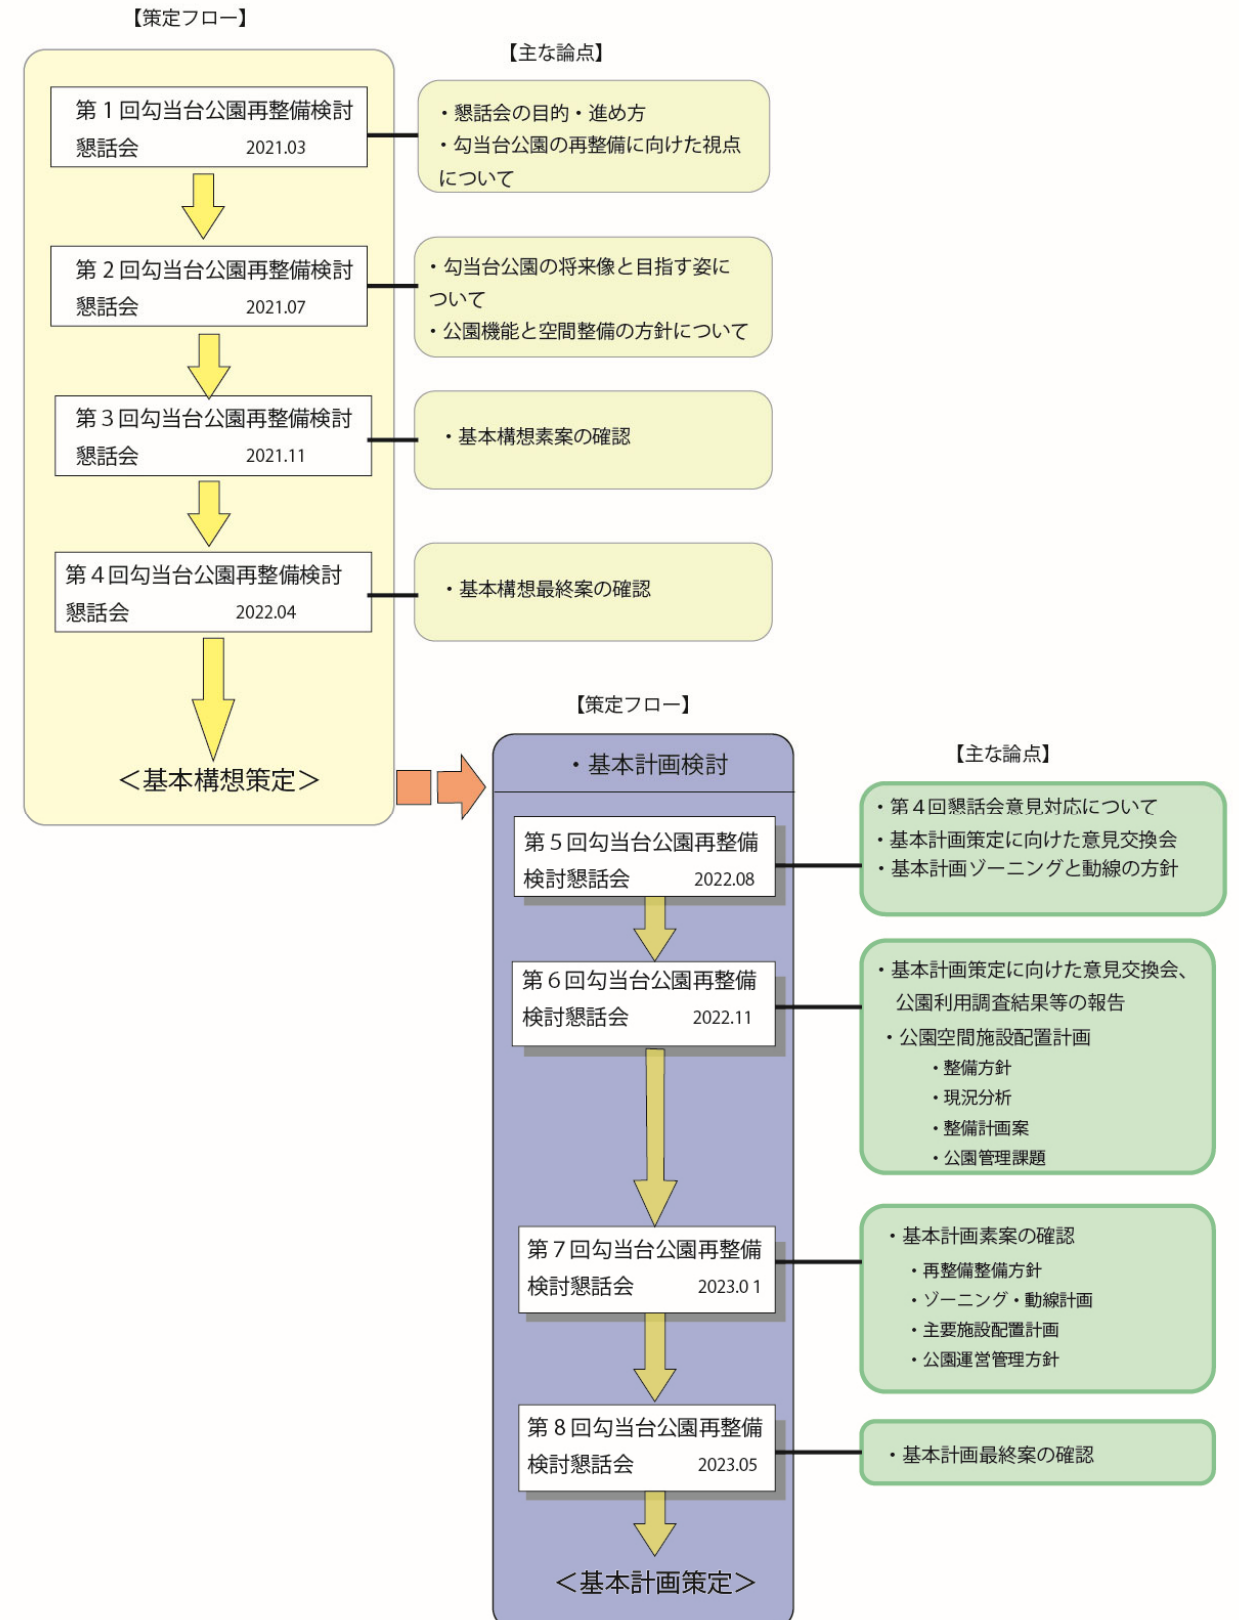 【策定フロー】
【主な論点】
第1回勾当台公園再整備検討
懇話会 2021.03
・懇話会の目的・進め方
・勾当台公園の再整備に向けた視点
について
第2回勾当台公園再整備検討
懇話会 2021.07
・勾当台公園の将来像と目指す姿に
ついて
・公園機能と空間整備の方針について
第3回勾当台公園再整備検討
懇話会 2021.11
・基本構想素案の確認
第4回勾当台公園再整備検討
懇話会 2022.04
・基本構想最終案の確認
＜基本構想策定＞
【策定フロー】
【主な論点】
・基本計画検討
第5回勾当台公園再整備
検討懇話会 2022.08
・第4回懇話会意見対応について
・基本計画策定に向けた意見交換会
・基本計画ゾーニングと動線の方針
第6回勾当台公園再整備
検討懇話会 2022.11
・基本計画策定に向けた意見交換会、
公園利用調査結果等の報告
・公園空間施設配置計画
・整備方針
・現況分析
・整備計画案
・公園管理課題
第7回勾当台公園再整備
検討懇話会 2023.0 1
・基本計画素案の確認
・再整備整備方針
・ゾーニング・動線計画
・主要施設配置計画
・公園運営管理方針
第8回勾当台公園再整備
検討懇話会 2023.05
・基本計画最終案の確認
＜基本計画策定＞